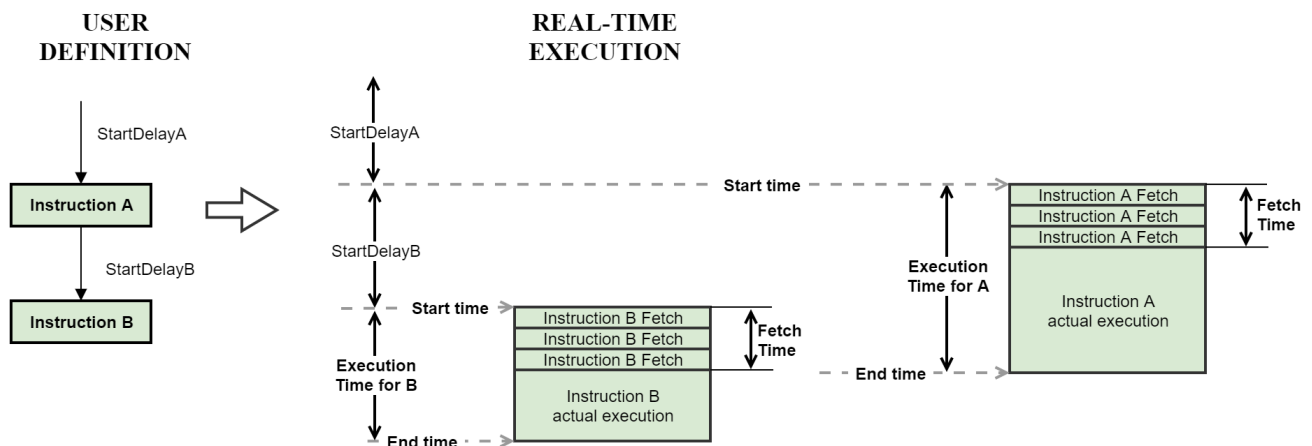 USER
DEFINITION
REAL-TIME
EXECUTION
StartDelayA
Instruction A
StartDelayB
Instruction B
StartDelayA
StartDelayB
Start time
Instruction A Fetch
Instruction A Fetch
Instruction A Fetch
Fetch
Time
Execution
Time for A
Instruction A
actual execution
End time
Start time
Instruction B Fetch
Instruction B Fetch
Instruction B Fetch
Fetch
Time
Execution
Time for B
Instruction B
actual execution
End time